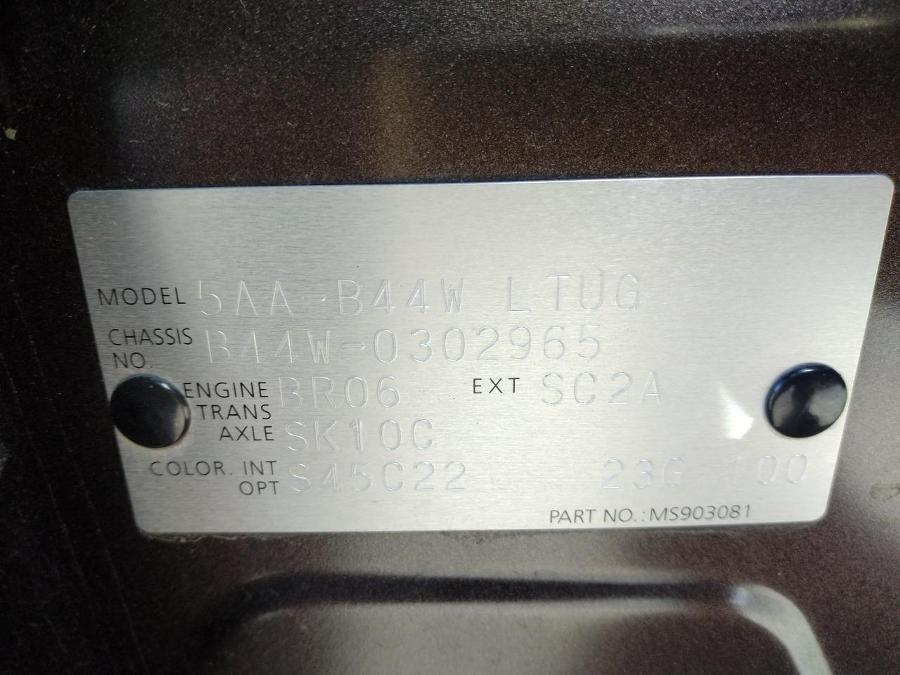 MODEL 5AA-B44W LTUG
CHASSIS NO. B44W-0302965
ENGINE BR06 EXT SC2A
TRANS AXLE SK10C
COLOR. INT OPT S45C22 23G 100
PART NO.: MS903081